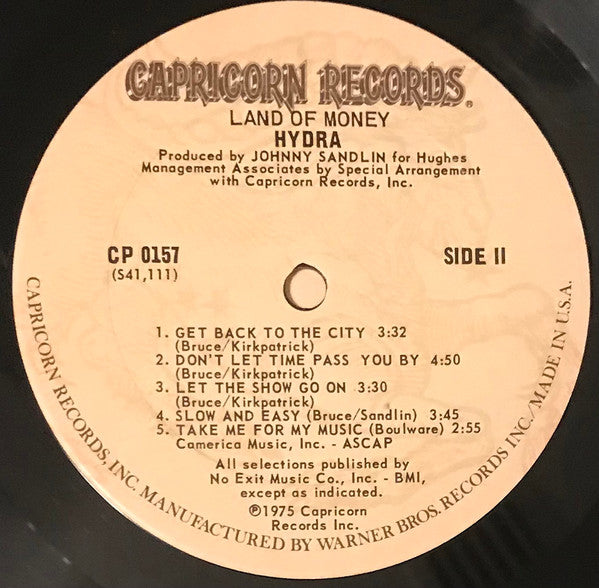 CAPRICORN RECORDS®
LAND OF MONEY
HYDRA
Produced by JOHNNY SANDLIN for Hughes
Management Associates by Special Arrangement
with Capricorn Records, Inc.
CP 0157
(S41,111)
SIDE II
1. GET BACK TO THE CITY 3:32
(Bruce/Kirkpatrick)
2. DON'T LET TIME PASS YOU BY 4:50
(Bruce/Kirkpatrick)
3. LET THE SHOW GO ON 3:30
(Bruce/Kirkpatrick)
4. SLOW AND EASY (Bruce/Sandlin) 3:45
5. TAKE ME FOR MY MUSIC (Boulware) 2:55
Camerica Music, Inc. - ASCAP
All selections published by
No Exit Music Co., Inc. - BMI,
except as indicated.
℗1975 Capricorn
Records Inc.
CAPRICORN RECORDS, INC. MANUFACTURED BY WARNER BROS. RECORDS INC./MADE IN U.S.A.